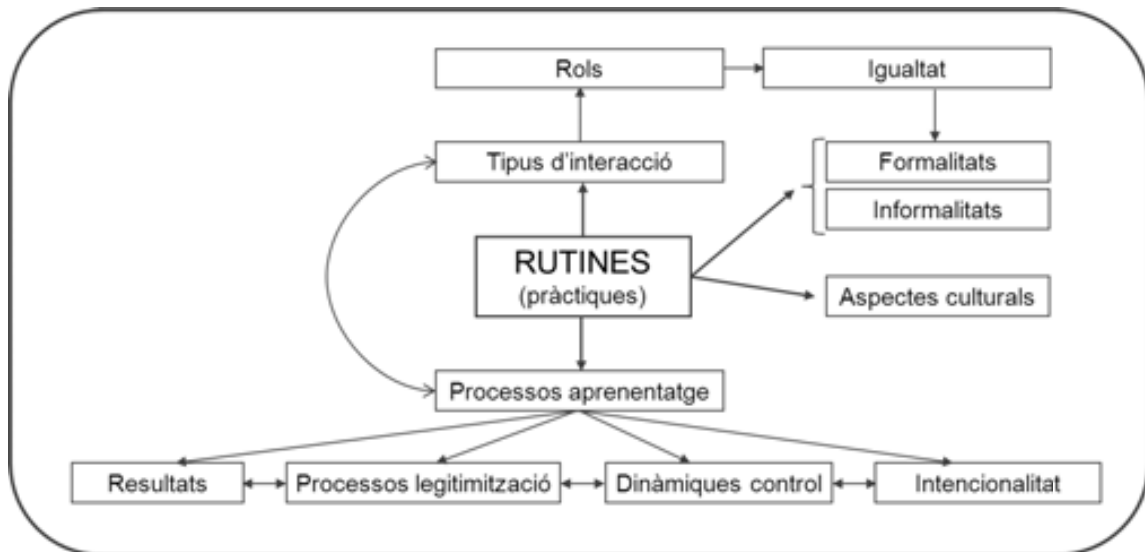 Rols
Igualtat
Tipus d'interacció
Formalitats
Informalitats
RUTINES
(pràctiques)
Aspectes culturals
Processos aprenentatge
Resultats
Processos legitimització
Dinàmiques control
Intencionalitat